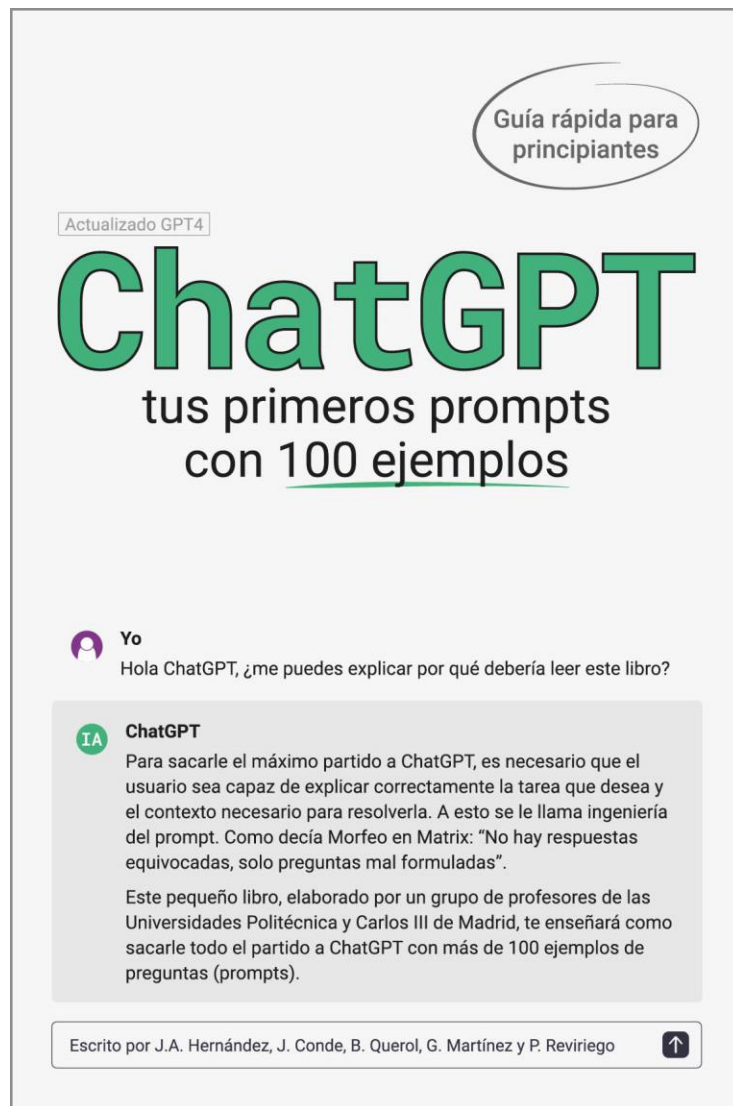 Guía rápida para
principiantes
Actualizado GPT4
ChatGPT
tus primeros prompts
con 100 ejemplos
Yo
Hola ChatGPT, ¿me puedes explicar por qué debería leer este libro?
IA
ChatGPT
Para sacarle el máximo partido a ChatGPT, es necesario que el
usuario sea capaz de explicar correctamente la tarea que desea y
el contexto necesario para resolverla. A esto se le llama ingeniería
del prompt. Como decía Morfeo en Matrix: “No hay respuestas
equivocadas, solo preguntas mal formuladas”.
Este pequeño libro, elaborado por un grupo de profesores de las
Universidades Politécnica y Carlos III de Madrid, te enseñará como
sacarle todo el partido a ChatGPT con más de 100 ejemplos de
preguntas (prompts).
Escrito por J.A. Hernández, J. Conde, B. Querol, G. Martínez y P. Reviriego